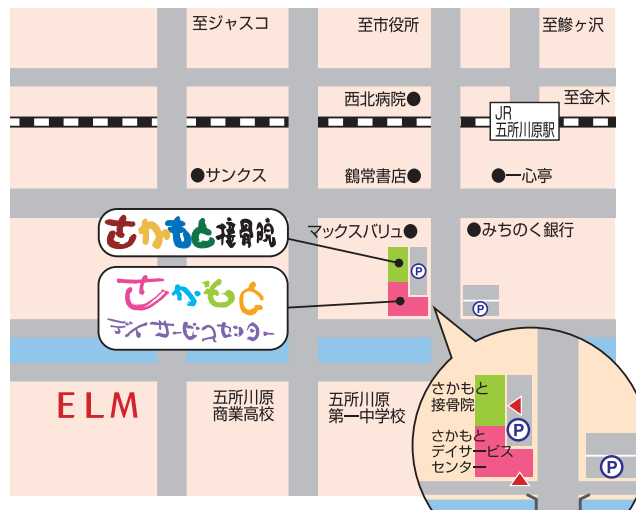 至ジャスコ
至市役所
至鰺ヶ沢
西北病院
至金木
JR
五所川原駅
サンクス
鶴常書店
一心亭
さかもと接骨院
マックスバリュ
みちのく銀行
P
さかもと
デイサービスセンター
P
ELM
五所川原
商業高校
五所川原
第一中学校
さかもと
接骨院
P
さかもと
デイサービス
センター
P